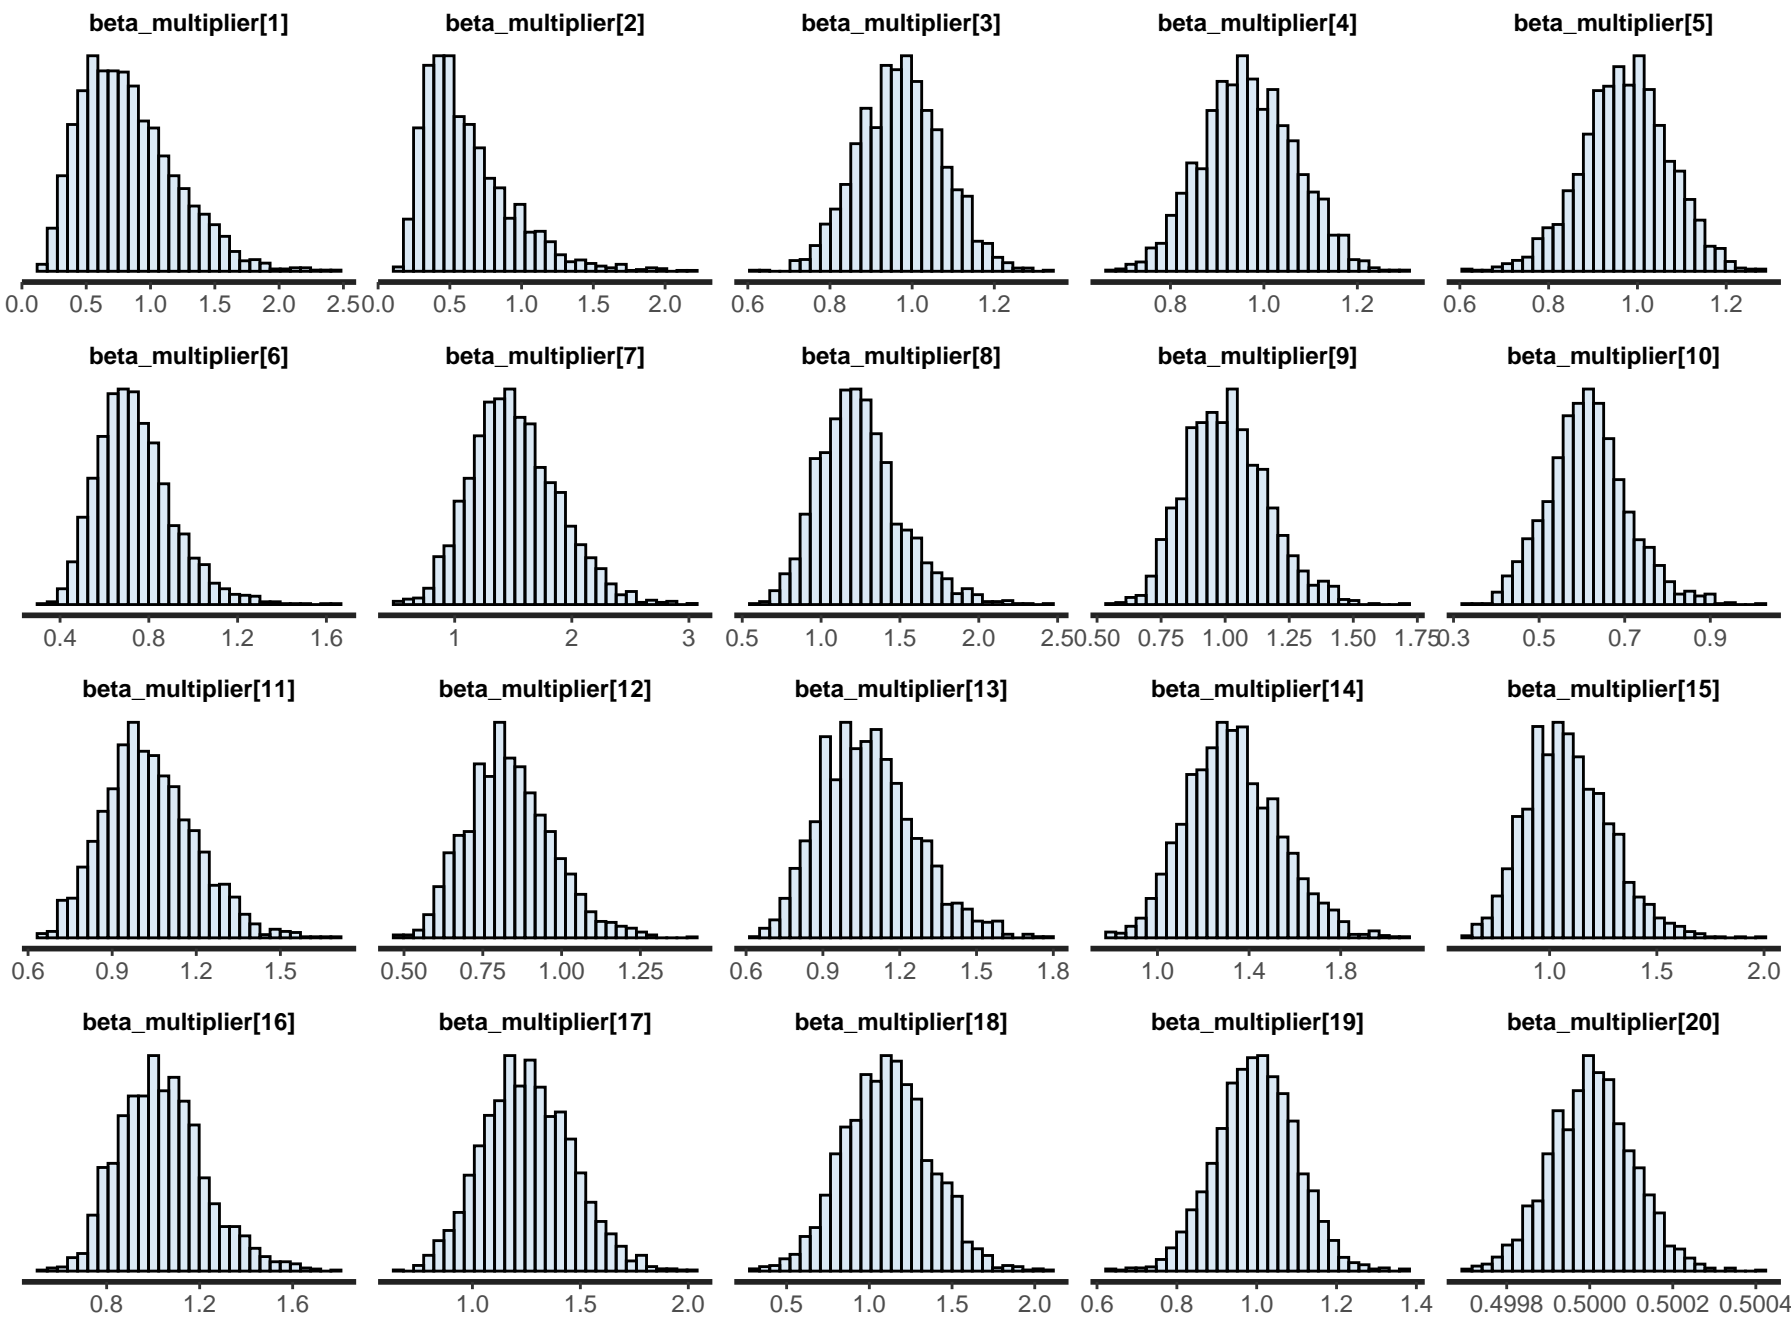 beta_multiplier[1] beta_multiplier[2] beta_multiplier[3] beta_multiplier[4] beta_multiplier[5]
0.0 0.5 1.0 1.5 2.0 2.5 0.0 0.5 1.0 1.5 2.0 0.6 0.8 1.0 1.2 0.8 1.0 1.2 0.6 0.8 1.0 1.2
beta_multiplier[6] beta_multiplier[7] beta_multiplier[8] beta_multiplier[9] beta_multiplier[10]
0.4 0.8 1.2 1.6 1 2 3 0.5 1.0 1.5 2.0 2.5 0.50 0.75 1.00 1.25 1.50 1.75 0.3 0.5 0.7 0.9
beta_multiplier[11] beta_multiplier[12] beta_multiplier[13] beta_multiplier[14] beta_multiplier[15]
0.6 0.9 1.2 1.5 0.50 0.75 1.00 1.25 0.6 0.9 1.2 1.5 1.8 1.0 1.4 1.8 1.0 1.5 2.0
beta_multiplier[16] beta_multiplier[17] beta_multiplier[18] beta_multiplier[19] beta_multiplier[20]
0.8 1.2 1.6 1.0 1.5 2.0 0.5 1.0 1.5 2.0 0.6 0.8 1.0 1.2 1.4 0.4998 0.5000 0.5002 0.5004